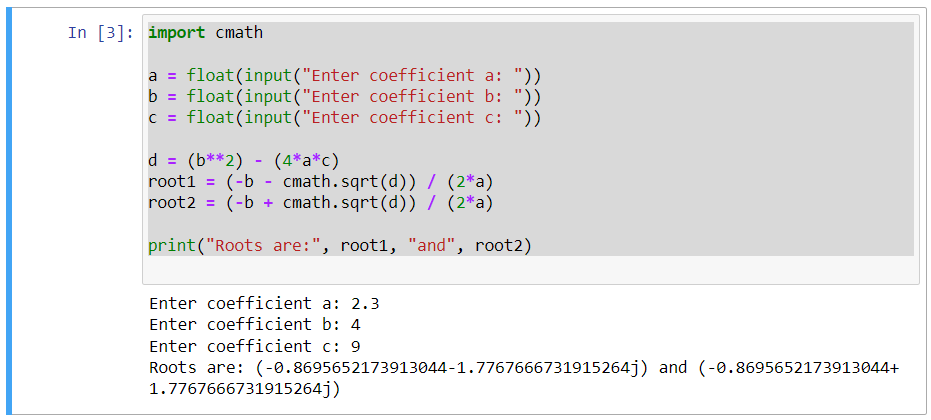 In [3]: import cmath
a = float(input("Enter coefficient a: "))
b = float(input("Enter coefficient b: "))
c = float(input("Enter coefficient c: "))
d = (b**2) - (4*a*c)
root1 = (-b - cmath.sqrt(d)) / (2*a)
root2 = (-b + cmath.sqrt(d)) / (2*a)
print("Roots are:", root1, "and", root2)
Enter coefficient a: 2.3
Enter coefficient b: 4
Enter coefficient c: 9
Roots are: (-0.8695652173913044-1.7767666731915264j) and (-0.8695652173913044+
1.7767666731915264j)